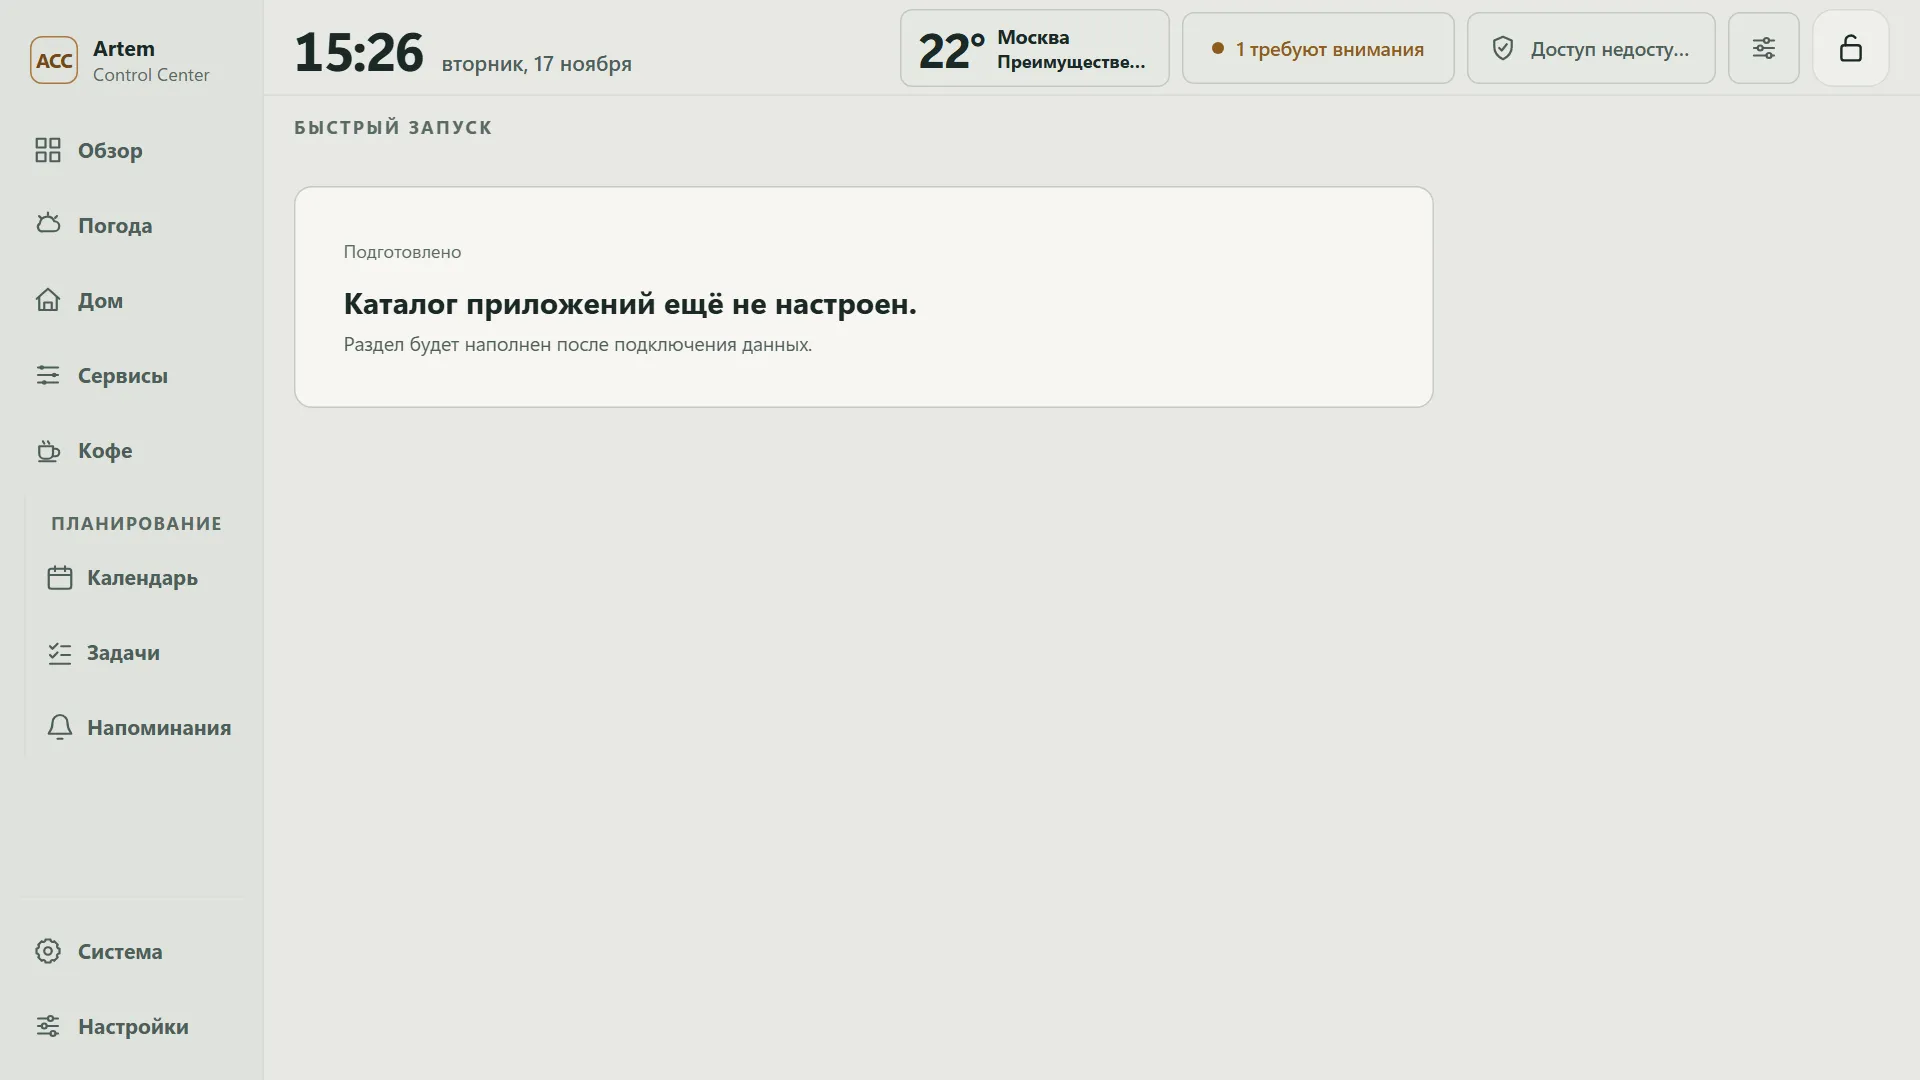 ACC
Artem
Control Center
Обзор
Погода
Дом
Сервисы
Кофе
ПЛАНИРОВАНИЕ
Календарь
Задачи
Напоминания
Система
Настройки
15:26
вторник, 17 ноября
22°
Москва
Преимуществе...
1 требуют внимания
Доступ недосту...
БЫСТРЫЙ ЗАПУСК
Подготовлено
Каталог приложений ещё не настроен.
Раздел будет наполнен после подключения данных.